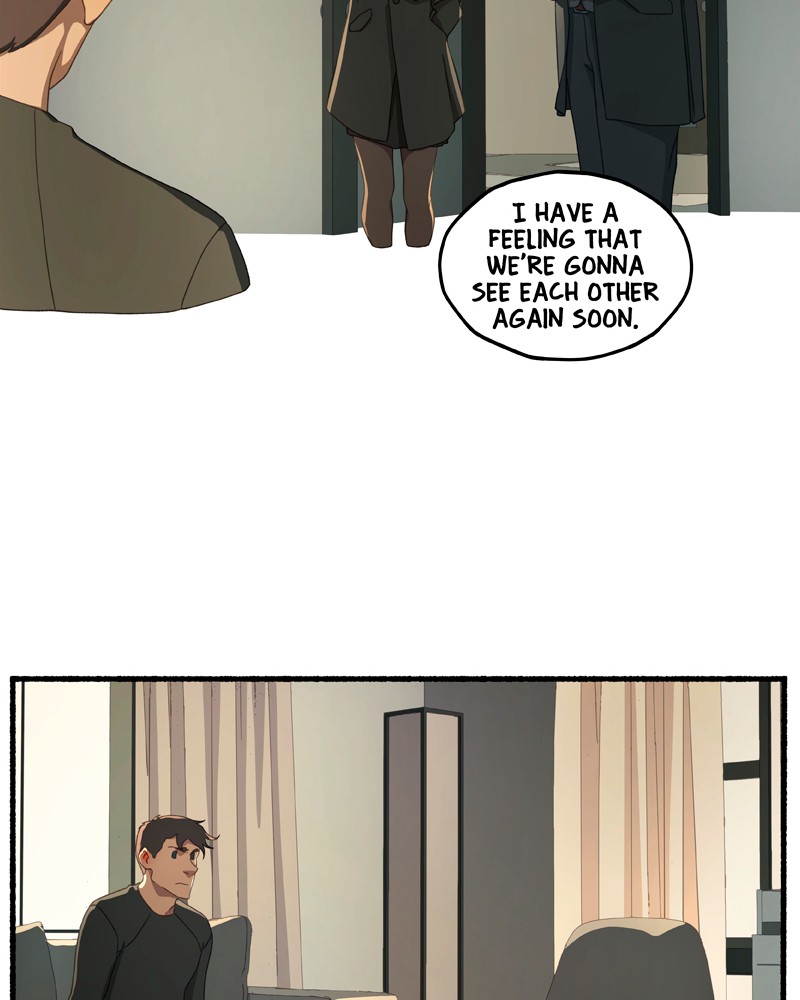 I HAVE A
FEELING THAT
WE'RE GONNA
SEE EACH OTHER
AGAIN SOON.